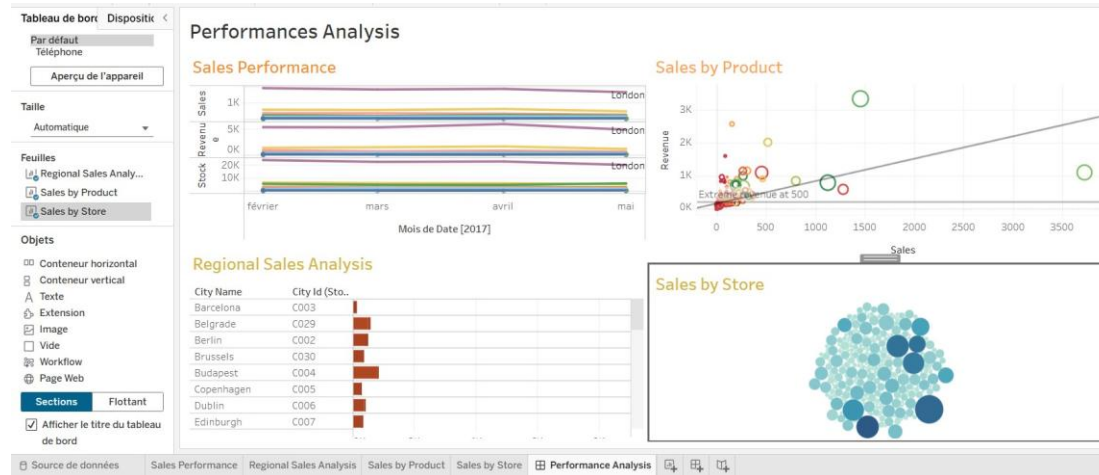 Tableau de bord Dispositic <
Par défaut
Téléphone
Aperçu de l'appareil
Taille
Automatique
Feuilles
Regional Sales Analy...
Sales by Product
Sales by Store
Objets
Conteneur horizontal
Conteneur vertical
A Texte
Extension
Image
Vide
Workflow
Page Web
Sections Flottant
Afficher le titre du tableau
de bord
Performances Analysis
Sales Performance
Sales
1K
London
Revenu
e
5K
0K
London
Stock
20K
10K
London
février mars avril mai
Mois de Date [2017]
Sales by Product
Revenue
3K
2K
1K
0K
Extreme revenue at 500
0 500 1000 1500 2000 2500 3000 3500
Sales
Regional Sales Analysis
City Name City Id (Sto..
Barcelona C003
Belgrade C029
Berlin C002
Brussels C030
Budapest C004
Copenhagen C005
Dublin C006
Edinburgh C007
Sales by Store
Source de données Sales Performance Regional Sales Analysis Sales by Product Sales by Store Performance Analysis